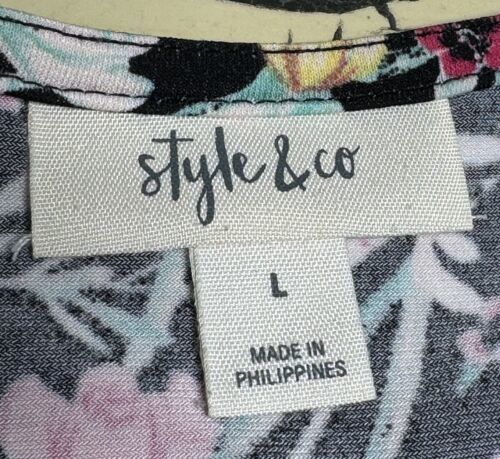 style & co
L
MADE IN
PHILIPPINES